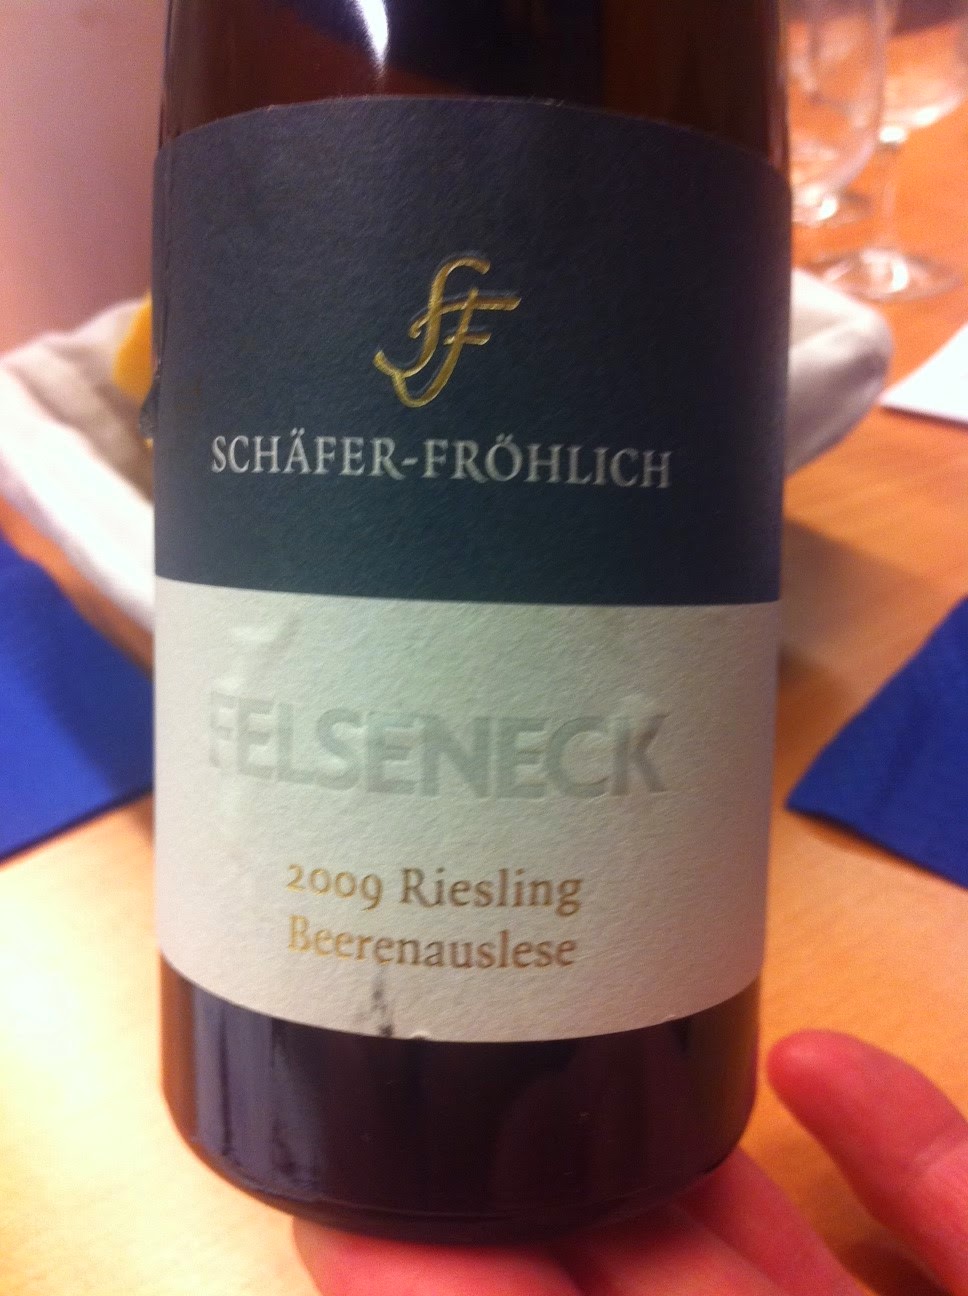 SF
SCHÄFER-FRÖHLICH
FELSENECK
2009 Riesling
Beerenauslese